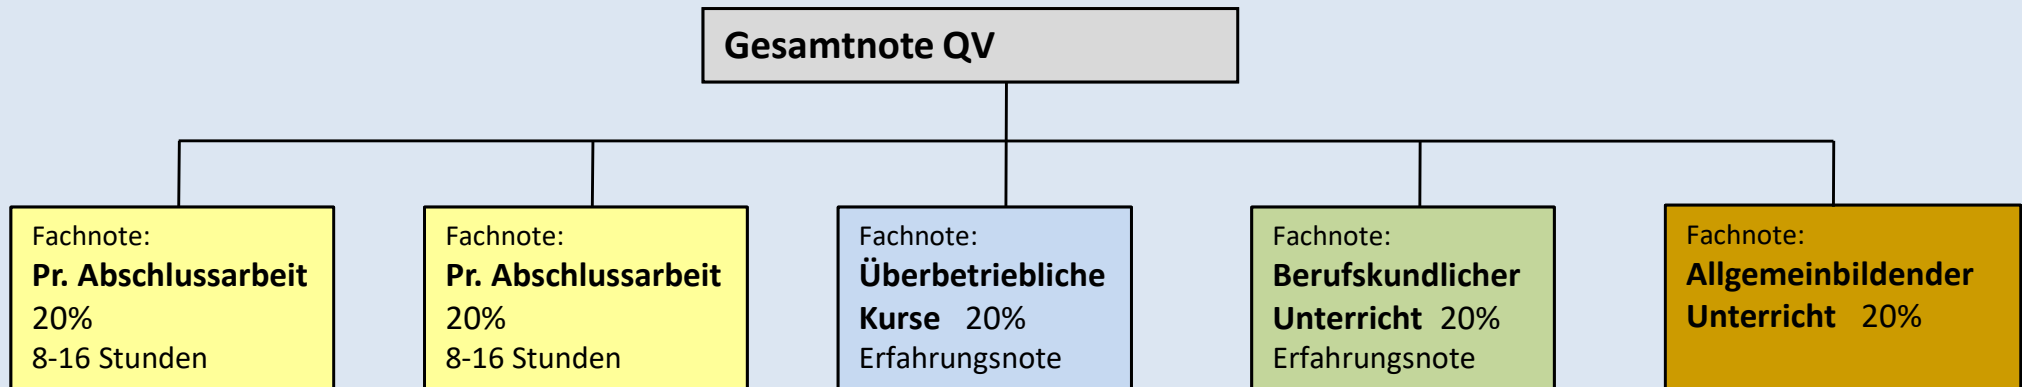 Gesamtnote QV
Fachnote:
Pr. Abschlussarbeit
20%
8-16 Stunden
Fachnote:
Pr. Abschlussarbeit
20%
8-16 Stunden
Fachnote:
Überbetriebliche
Kurse 20%
Erfahrungsnote
Fachnote:
Berufskundlicher
Unterricht 20%
Erfahrungsnote
Fachnote:
Allgemeinbildender
Unterricht 20%